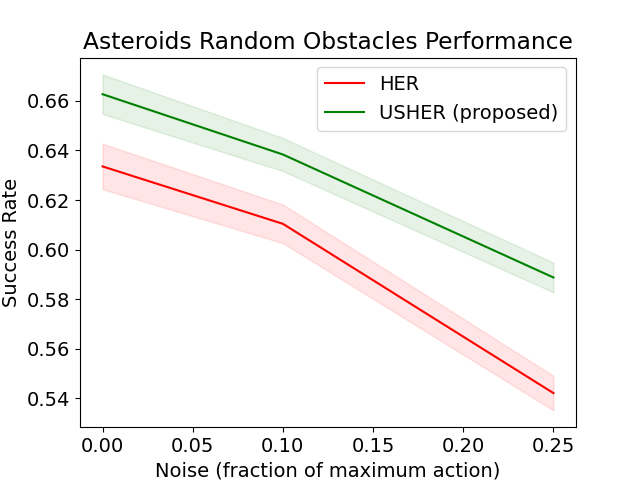 Asteroids Random Obstacles Performance
HER
USHER (proposed)
Success Rate
0.66
0.64
0.62
0.60
0.58
0.56
0.54
0.00 0.05 0.10 0.15 0.20 0.25
Noise (fraction of maximum action)